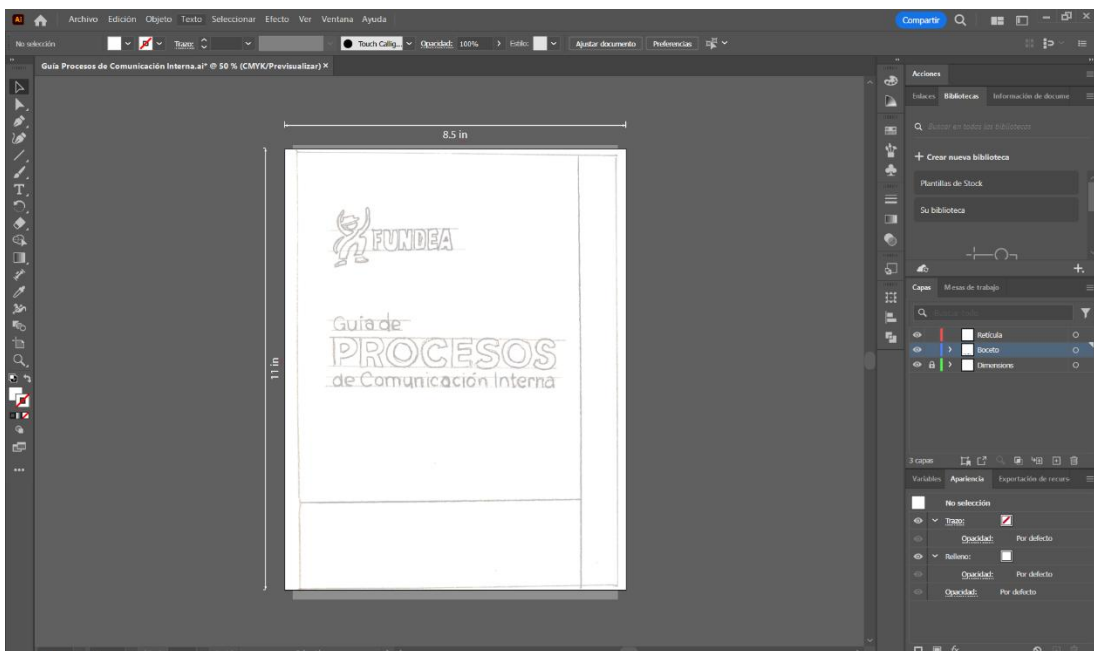 Ai Archivo Edición Objeto Texto Seleccionar Efecto Ver Ventana Ayuda Compartir
No selección Trazo: Touch Callig... Opacidad: 100% Estilo: Ajustar documento Preferencias
Guía Procesos de Comunicación Interna.ai* @ 50 % (CMYK/Previsualizar) ×
8.5 in
11 in
FUNDEA
Guía de
PROCESOS
de Comunicación Interna
Acciones
Enlaces Bibliotecas Información de docume
Buscar en todas las bibliotecas
+ Crear nueva biblioteca
Plantillas de Stock
Su biblioteca
Capas Mesas de trabajo
Buscar todo
Retícula
Boceto
Dimensions
3 capas
Variables Apariencia Exportación de recurs
No selección
Trazo:
Opacidad: Por defecto
Relleno:
Opacidad: Por defecto
Opacidad: Por defecto